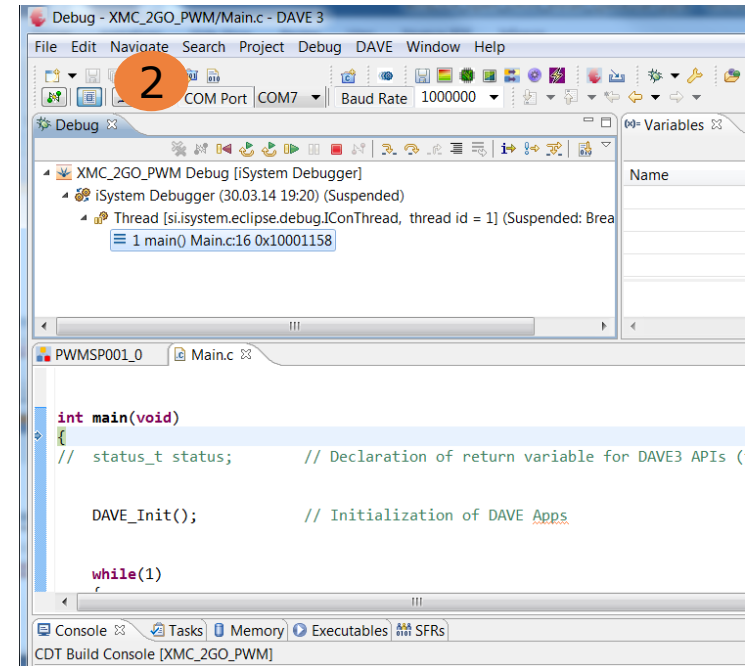 Debug - XMC_2GO_PWM/Main.c - DAVE 3
File Edit Navigate Search Project Debug DAVE Window Help
2
COM Port COM7 Baud Rate 1000000
Debug
(x)= Variables
XMC_2GO_PWM Debug [iSystem Debugger]
Name
iSystem Debugger (30.03.14 19:20) (Suspended)
Thread [si.isystem.eclipse.debug.IConThread, thread id = 1] (Suspended: Brea
1 main() Main.c:16 0x10001158
PWMSP001_0 Main.c
int main(void)
{
// status_t status; // Declaration of return variable for DAVE3 APIs (
DAVE_Init(); // Initialization of DAVE Apps
while(1)
{
Console Tasks Memory Executables SFRs
CDT Build Console [XMC_2GO_PWM]